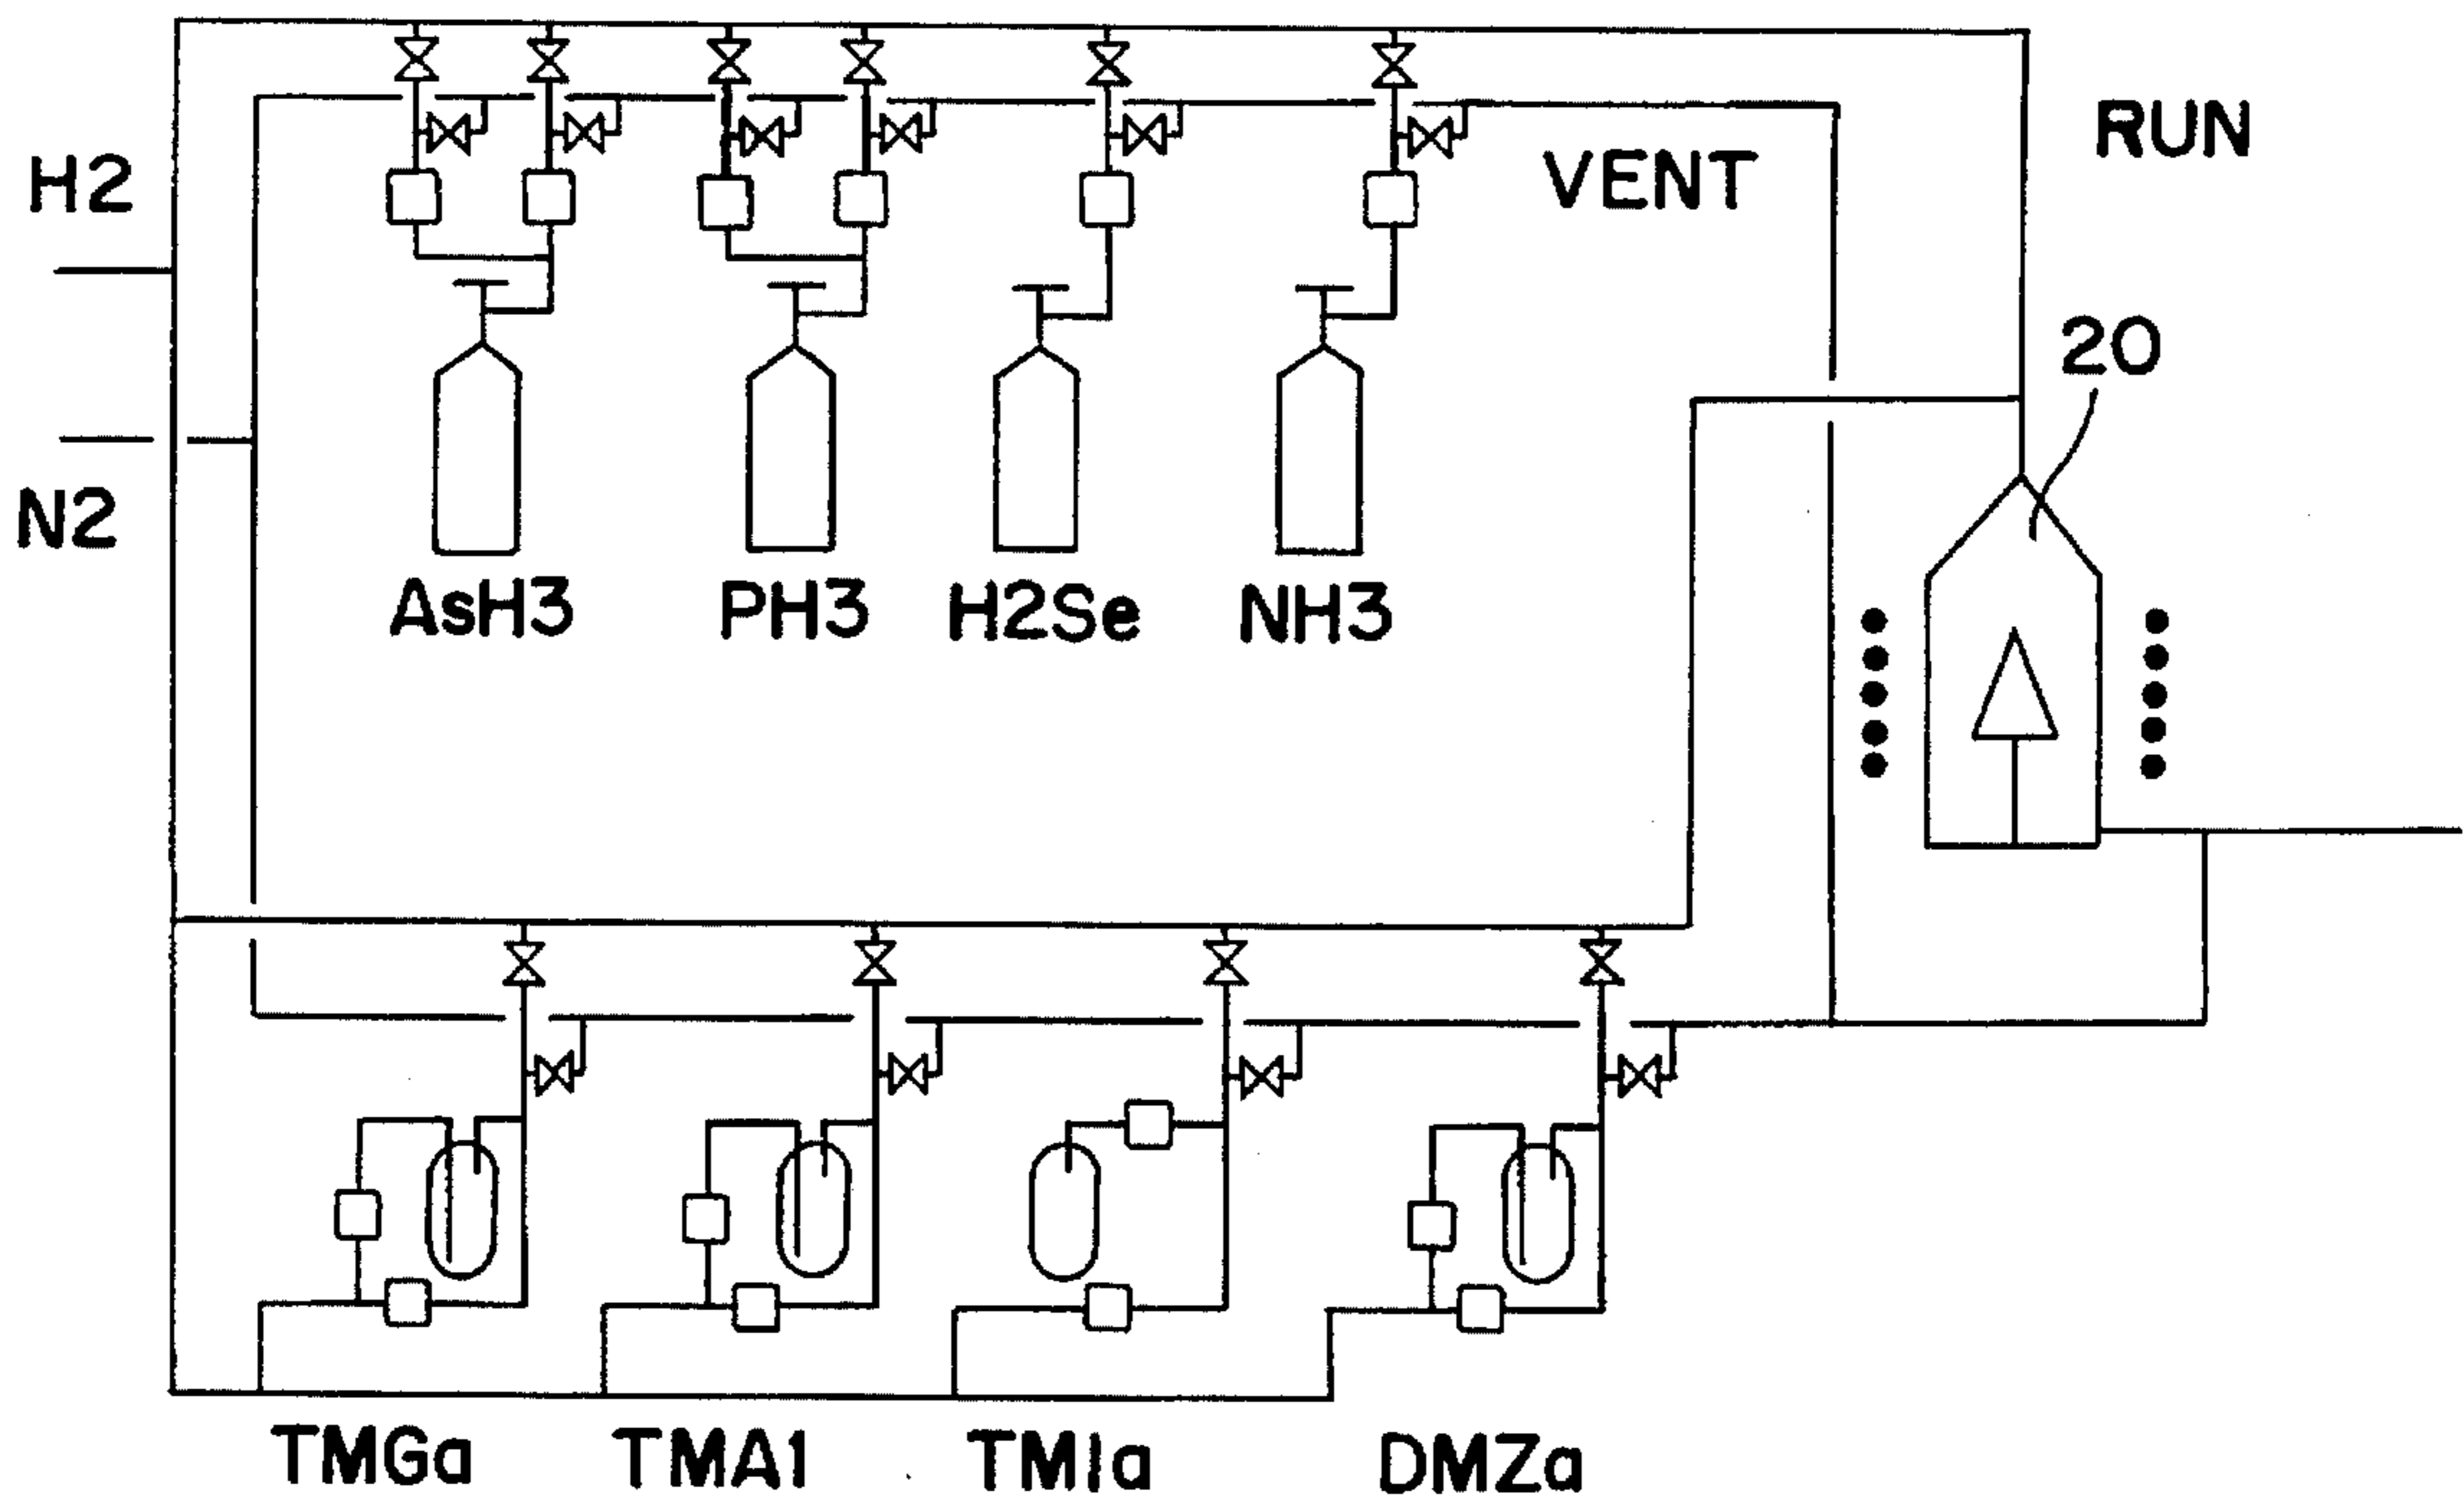 H2
RUN
VENT
20
N2
AsH3
PH3
H2Se
NH3
TMGa
TMA1
TMIa
DMZa